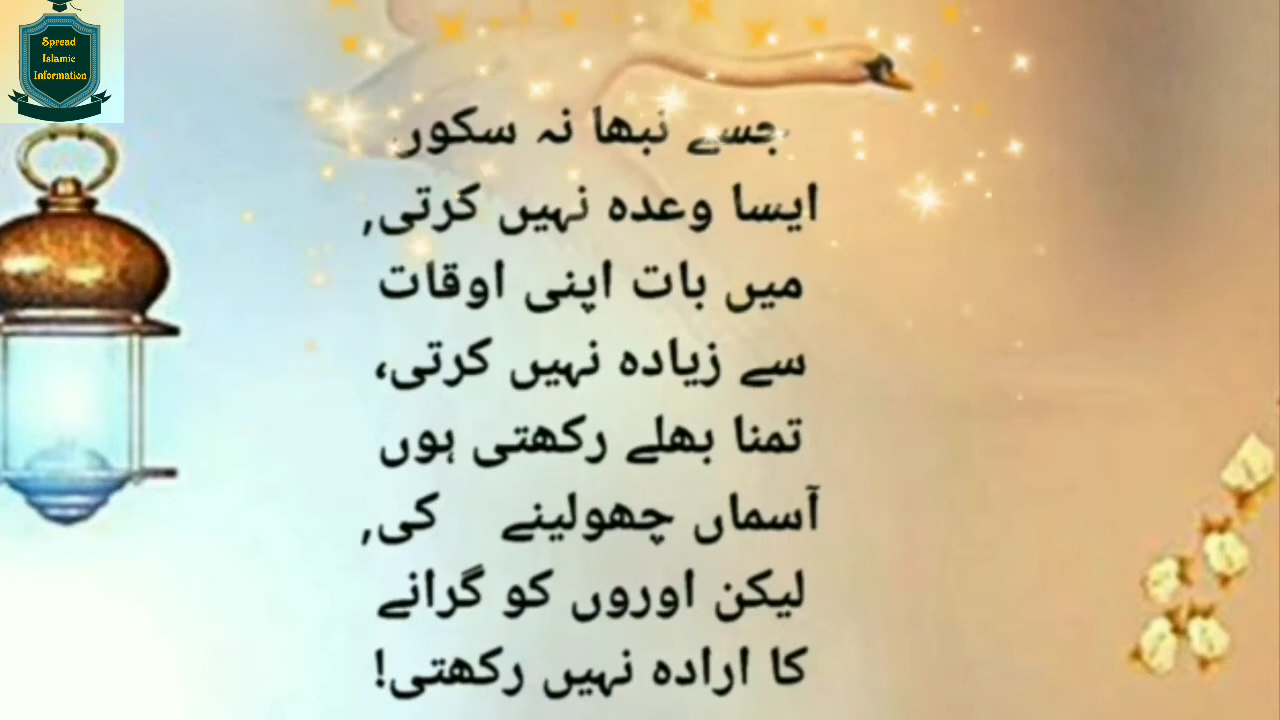 Spread
Islamic
Information
جسے نبھا نہ سکور
ایسا وعدہ نہیں کرتی,
میں بات اپنی اوقات
سے زیادہ نہیں کرتی،
تمنا بھلے رکھتی ہوں
آسماں چھولینے کی,
لیکن اوروں کو گرانے
کا ارادہ نہیں رکھتی!